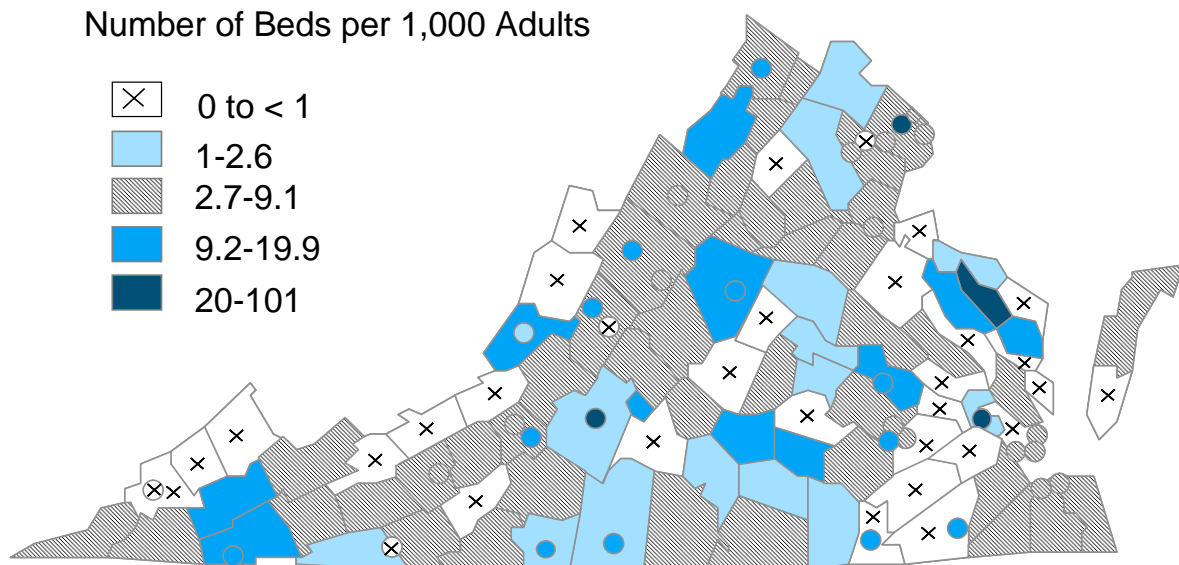 Number of Beds per 1,000 Adults
0 to < 1
1-2.6
2.7-9.1
9.2-19.9
20-101